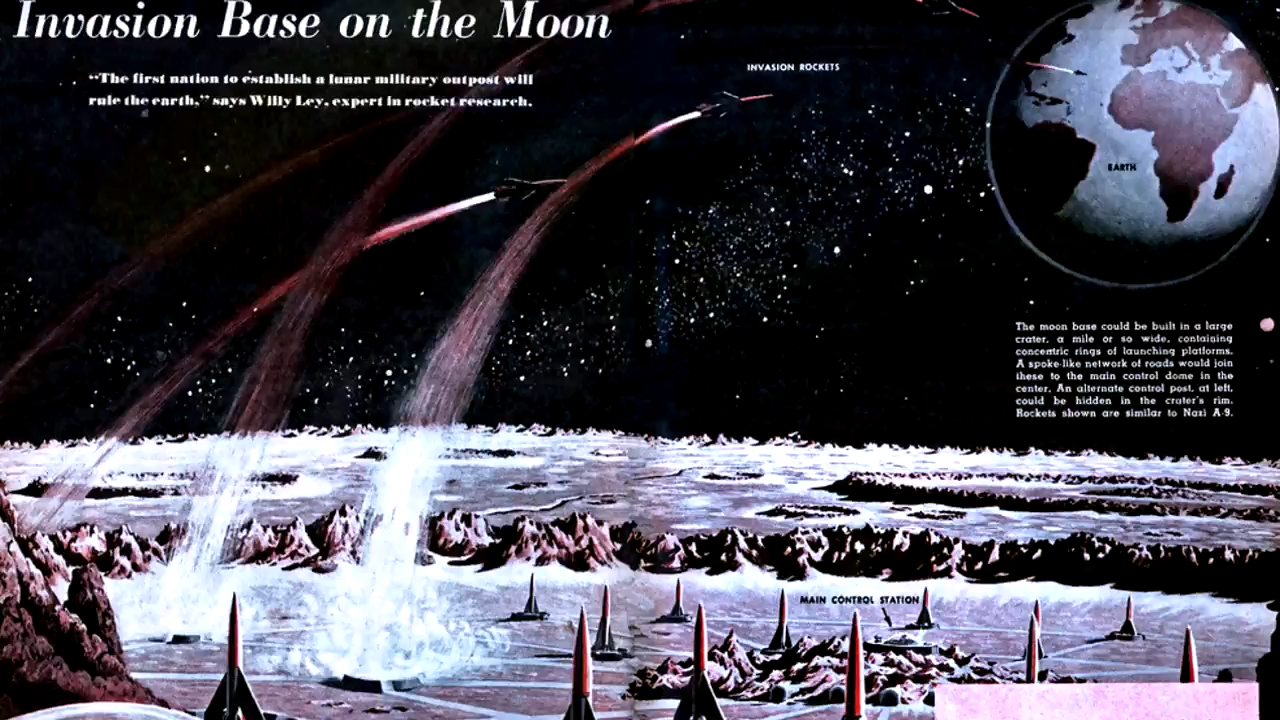 Invasion Base on the Moon
"The first nation to establish a lunar military outpost will
rule the earth," says Willy Ley, expert in rocket research.
INVASION ROCKETS
EARTH
The moon base could be built in a large
crater, a mile or so wide, containing
concentric rings of launching platforms.
A spoke-like network of roads would join
these to the main control dome in the
center. An alternate control post, at left,
could be hidden in the crater's rim.
Rockets shown are similar to Nazi A-9.
MAIN CONTROL STATION